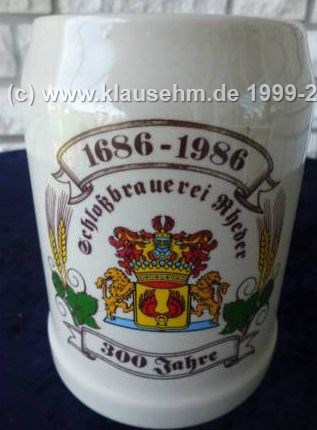 (c) www.klausehm.de 1999-2
1686 - 1986
Schloßbrauerei Rheder
300 Jahre